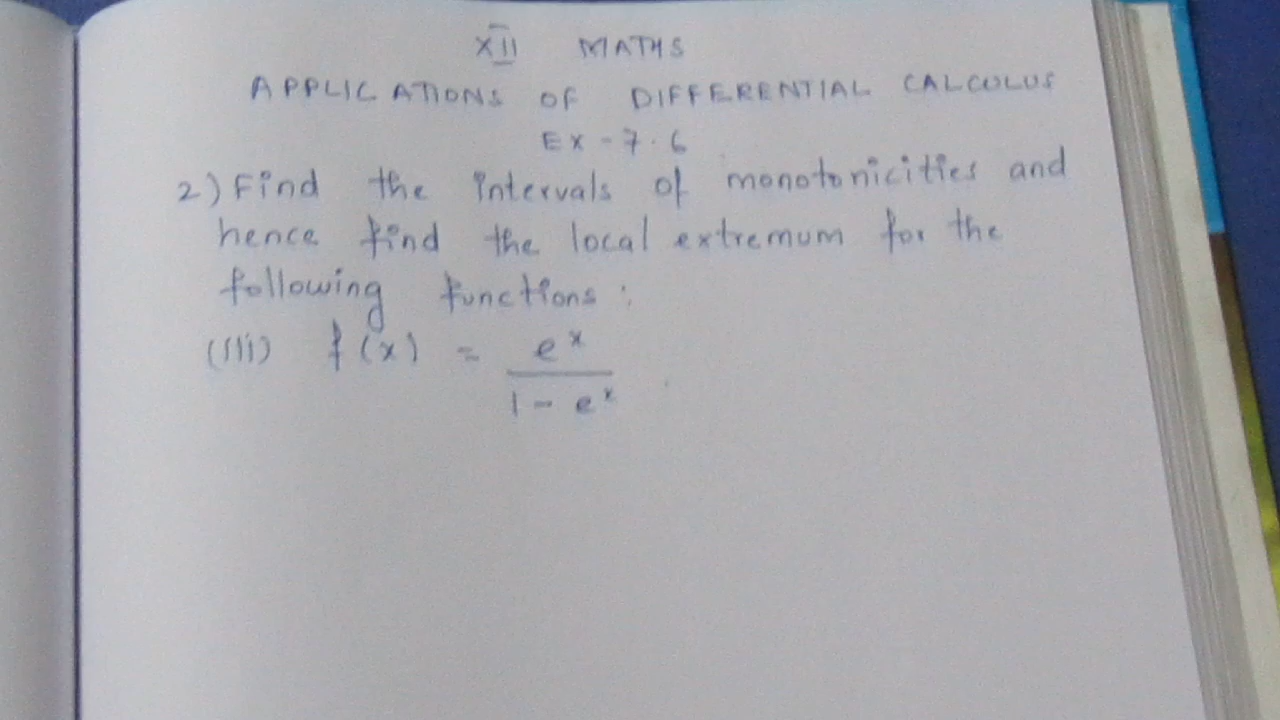 XII MATHS
APPLICATIONS OF DIFFERENTIAL CALCULUS
EX - 7.6
2) Find the intervals of monotonicities and
hence find the local extremum for the
following functions :
(iii) f(x) = e^x / 1 - e^x